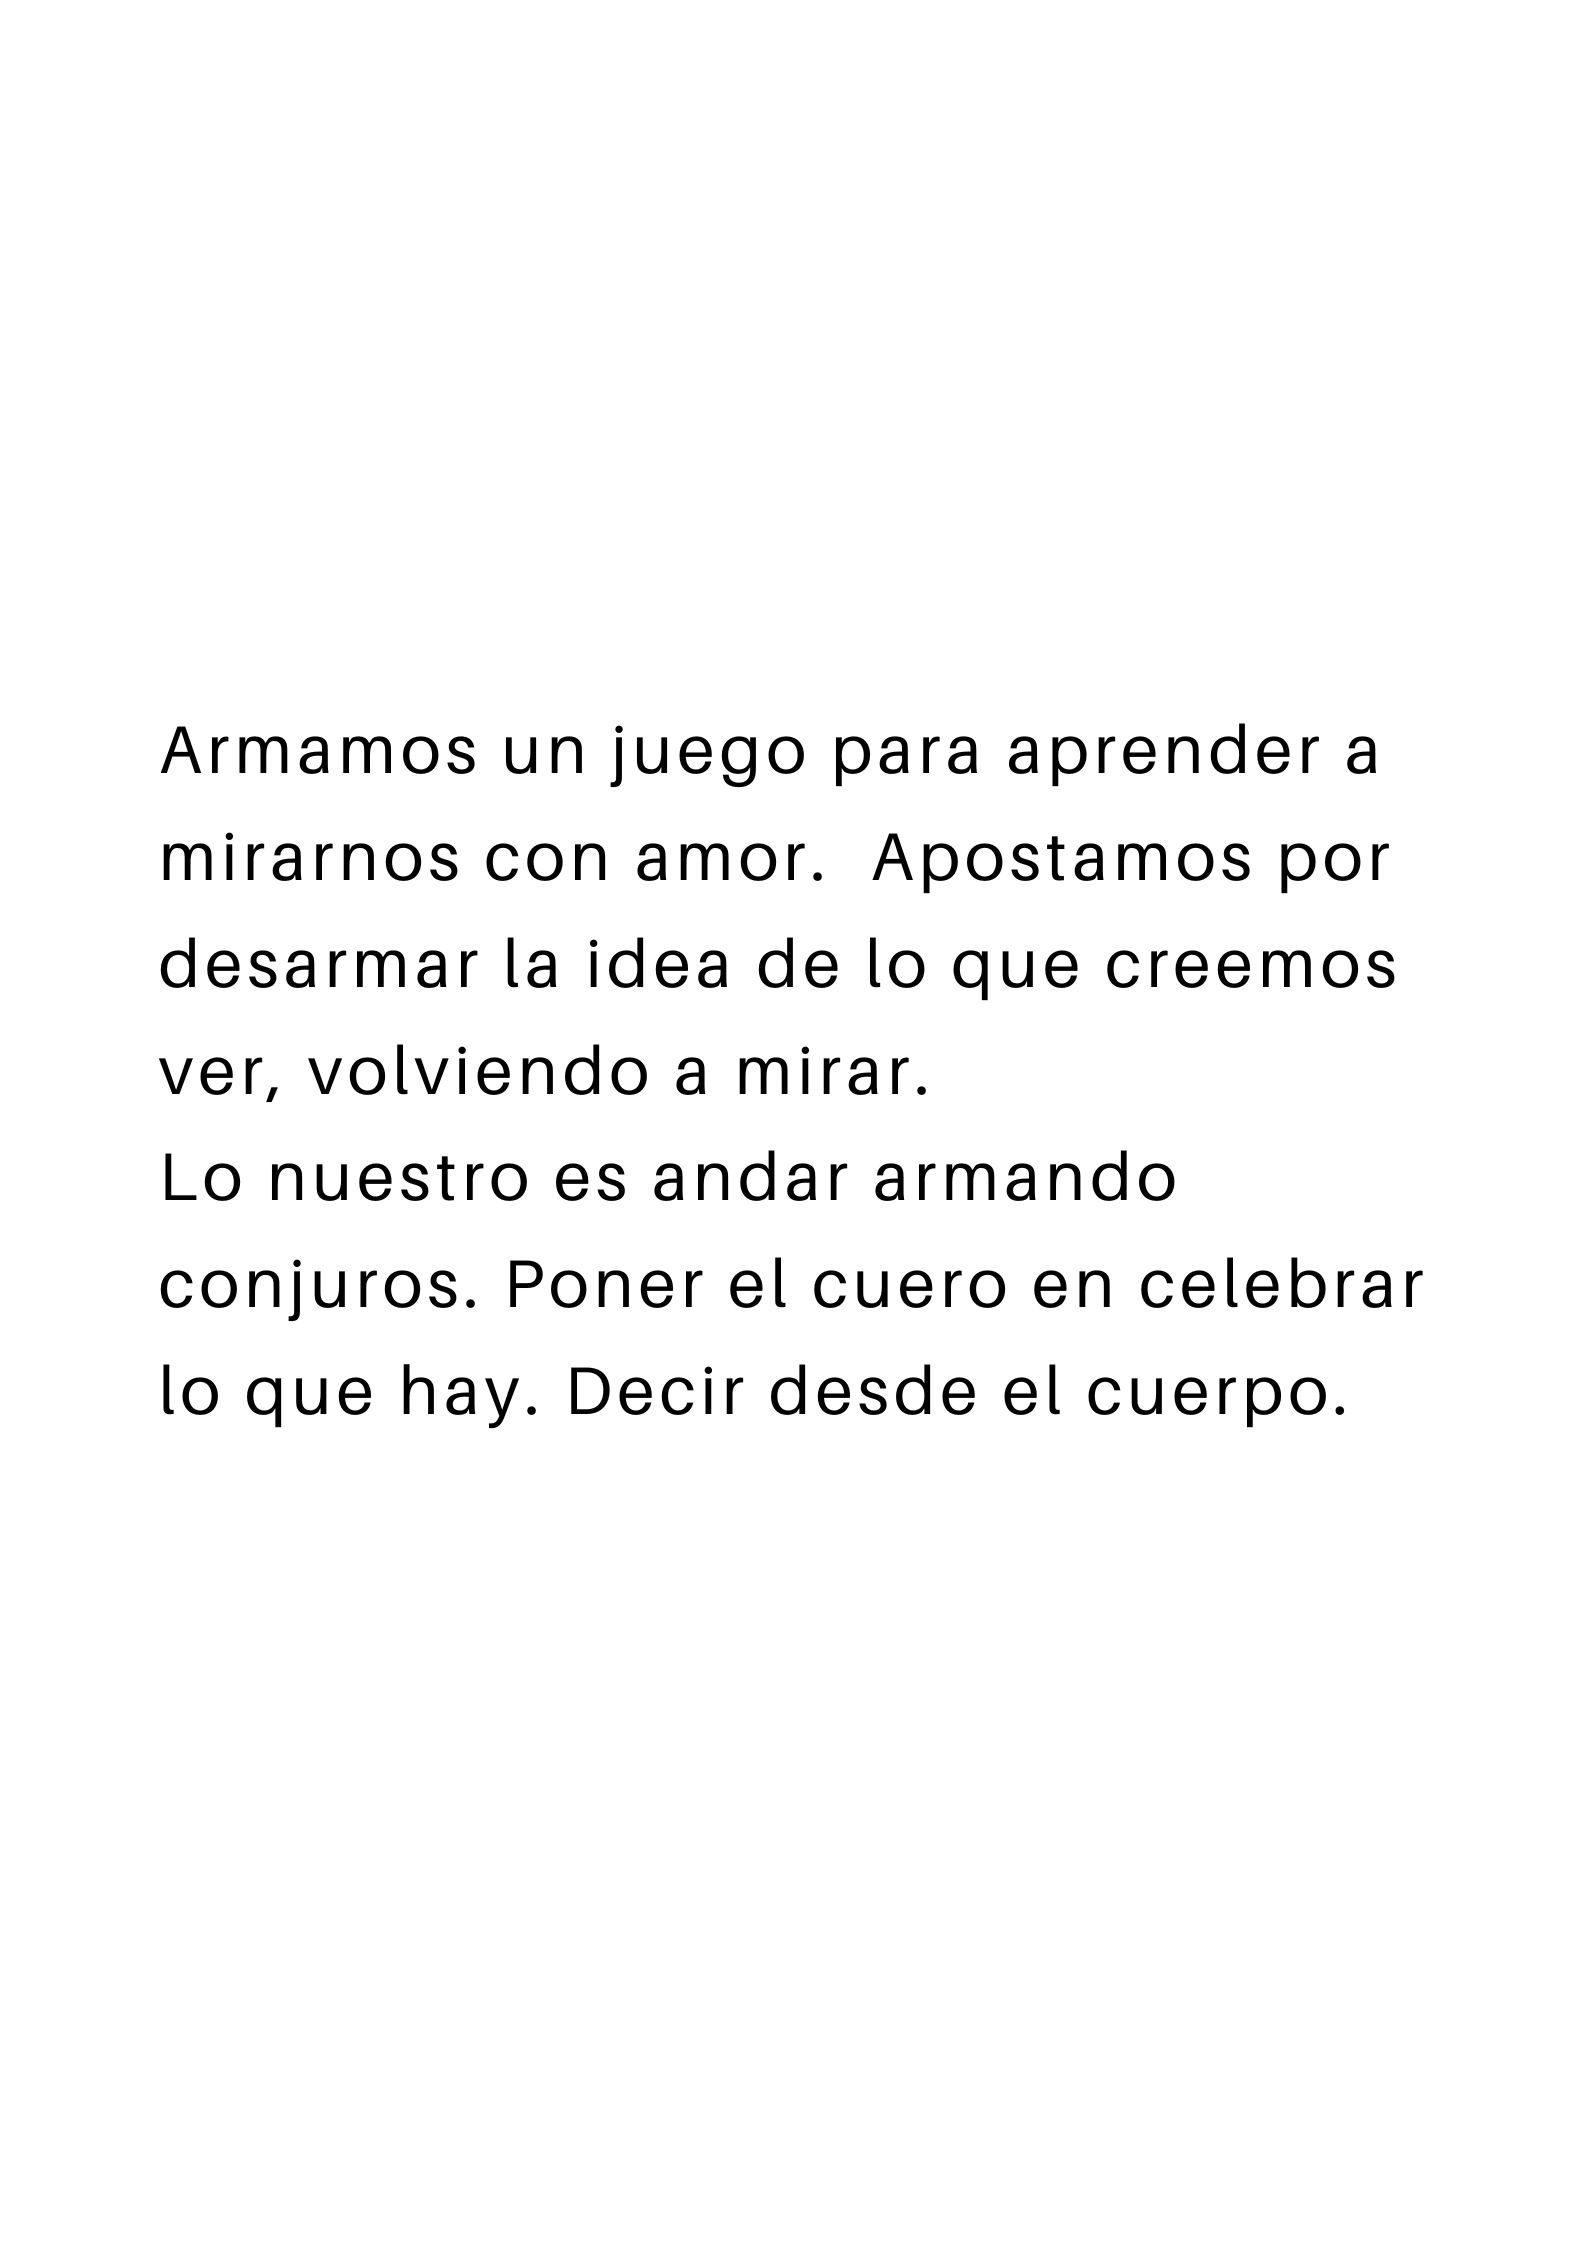 Armamos un juego para aprender a
mirarnos con amor.  Apostamos por
desarmar la idea de lo que creemos
ver, volviendo a mirar.
Lo nuestro es andar armando
conjuros. Poner el cuero en celebrar
lo que hay. Decir desde el cuerpo.